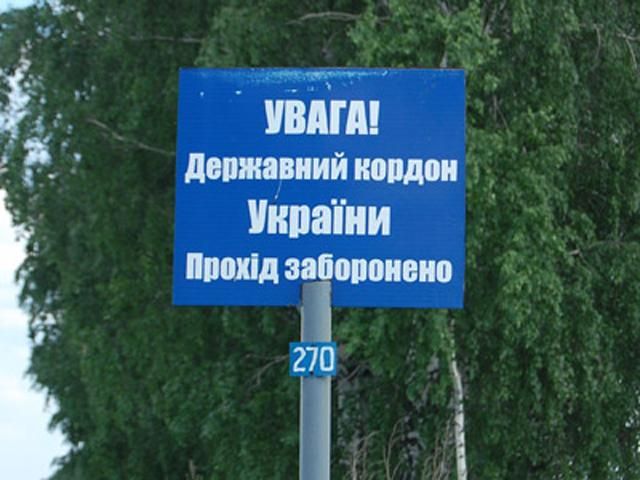 УВАГА!
Державний кордон
України
Прохід заборонено
270